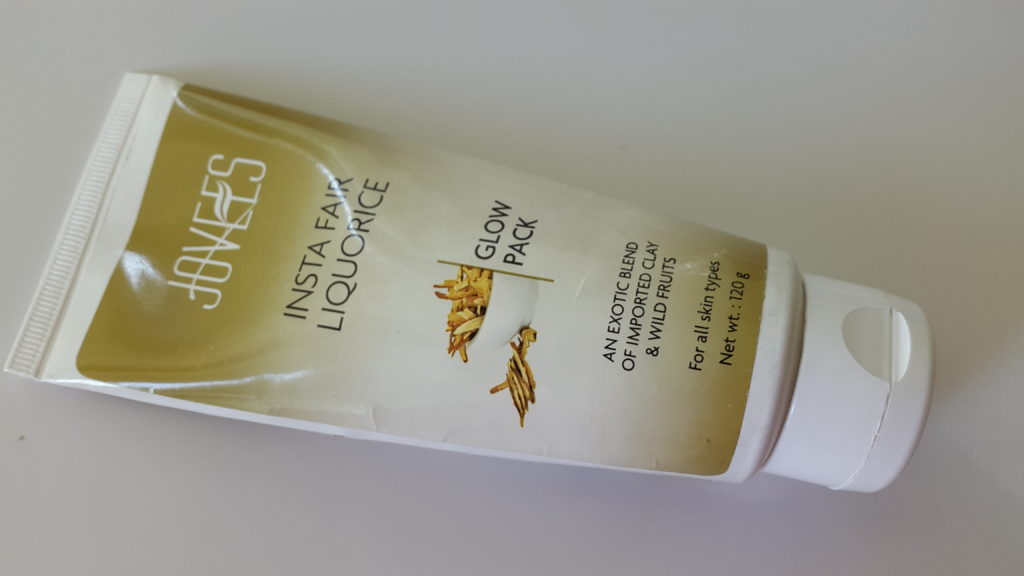 JOVEES
INSTA FAIR
LIQUORICE
GLOW
PACK
AN EXOTIC BLEND
OF IMPORTED CLAY
& WILD FRUITS
For all skin types
Net wt. : 120 g